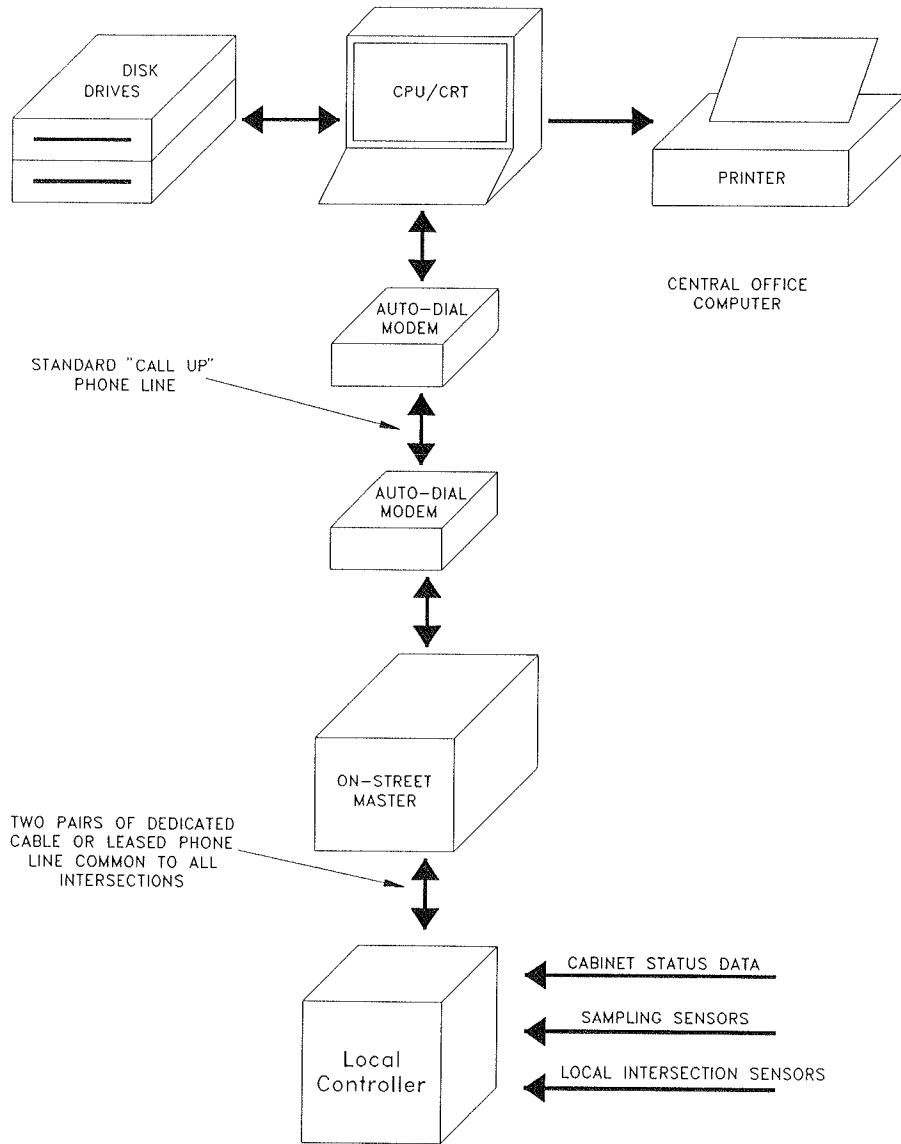 DISK
DRIVES
CPU/CRT
PRINTER
CENTRAL OFFICE
COMPUTER
AUTO-DIAL
MODEM
STANDARD "CALL UP"
PHONE LINE
AUTO-DIAL
MODEM
ON-STREET
MASTER
TWO PAIRS OF DEDICATED
CABLE OR LEASED PHONE
LINE COMMON TO ALL
INTERSECTIONS
CABINET STATUS DATA
SAMPLING SENSORS
LOCAL INTERSECTION SENSORS
Local
Controller